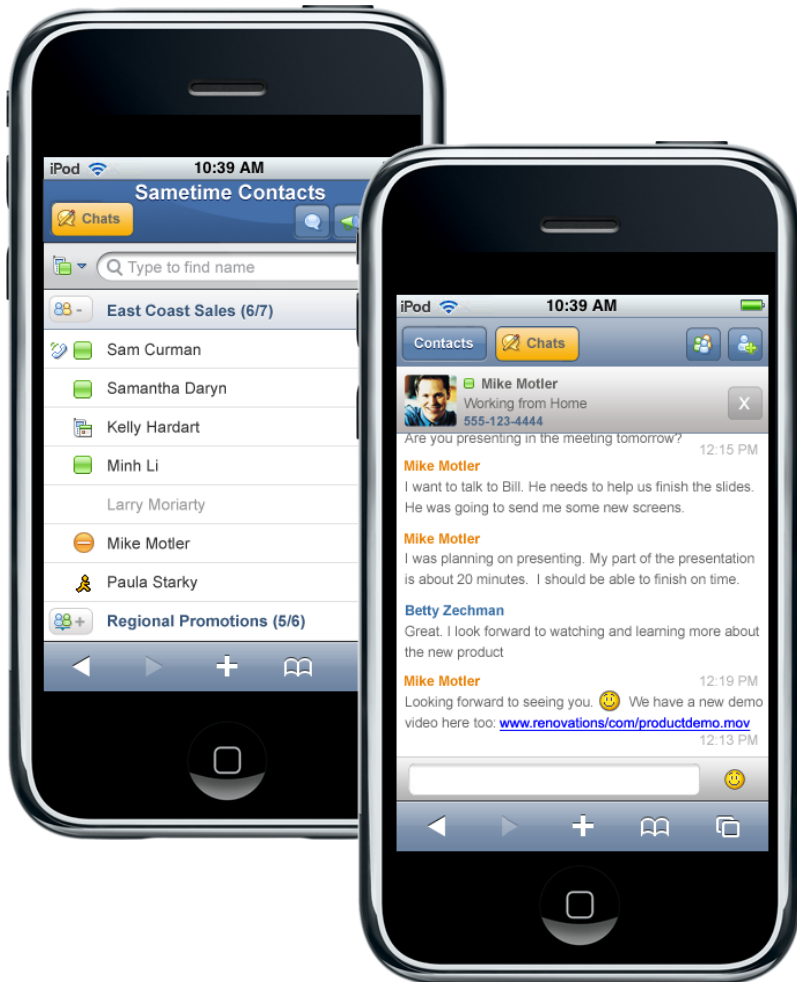 iPod 10:39 AM
Sametime Contacts
Chats
Type to find name
East Coast Sales (6/7)
Sam Curman
Samantha Daryn
Kelly Hardart
Minh Li
Larry Moriarty
Mike Motler
Paula Starky
Regional Promotions (5/6)
iPod 10:39 AM
Contacts Chats
Mike Motler
Working from Home
555-123-4444
X
Are you presenting in the meeting tomorrow?
12:15 PM
Mike Motler
I want to talk to Bill. He needs to help us finish the slides.
He was going to send me some new screens.
Mike Motler
I was planning on presenting. My part of the presentation
is about 20 minutes. I should be able to finish on time.
Betty Zechman
Great. I look forward to watching and learning more about
the new product
Mike Motler 12:19 PM
Looking forward to seeing you. We have a new demo
video here too: www.renovations/com/productdemo.mov
12:13 PM